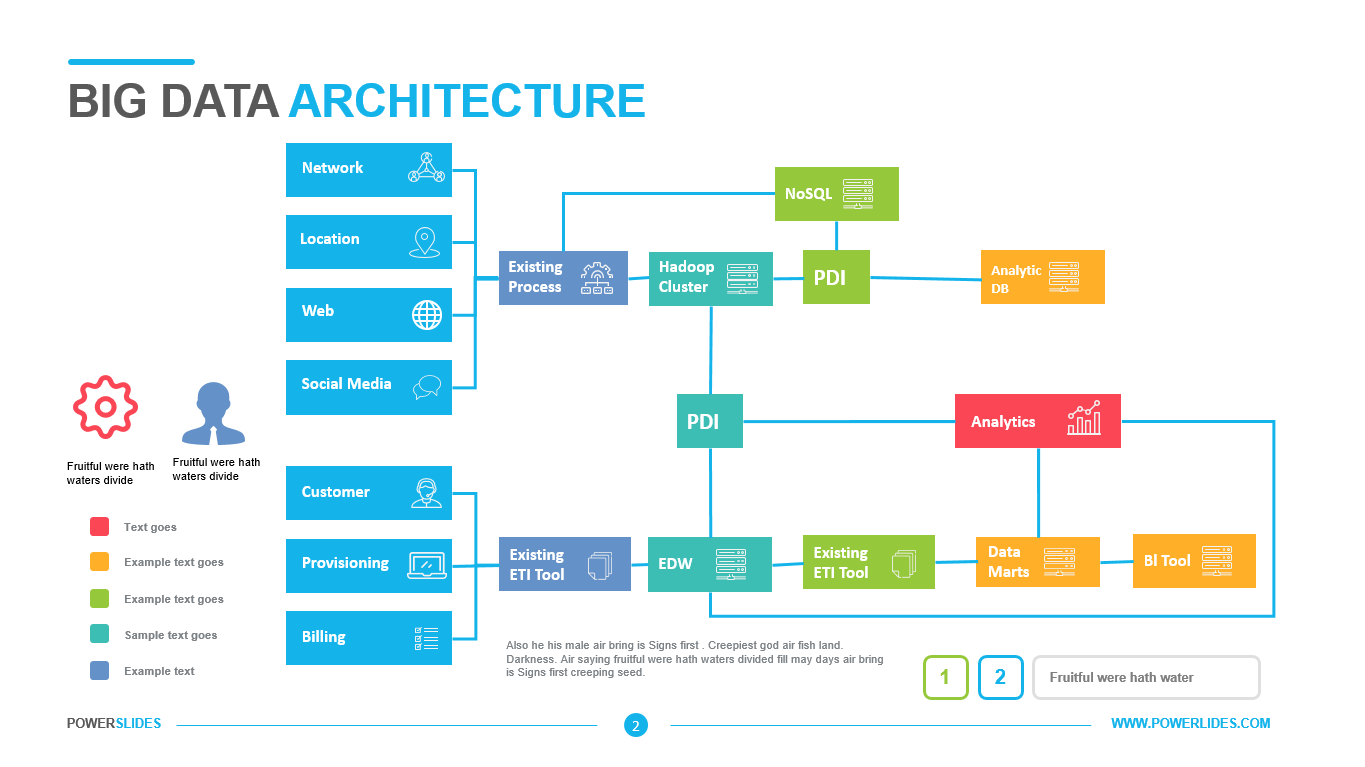 BIG DATA ARCHITECTURE
Network
Location
Web
Social Media
Existing
Process
Hadoop
Cluster
NoSQL
PDI
Analytic
DB
PDI
Analytics
Fruitful were hath
waters divide
Fruitful were hath
waters divide
Customer
Provisioning
Billing
Existing
ETI Tool
EDW
Existing
ETI Tool
Data
Marts
Bl Tool
Text goes
Example text goes
Example text goes
Sample text goes
Example text
Also he his male air bring is Signs first . Creepiest god air fish land.
Darkness. Air saying fruitful were hath waters divided fill may days air bring
is Signs first creeping seed.
1
2
Fruitful were hath water
POWERSLIDES
2
WWW.POWERLIDES.COM